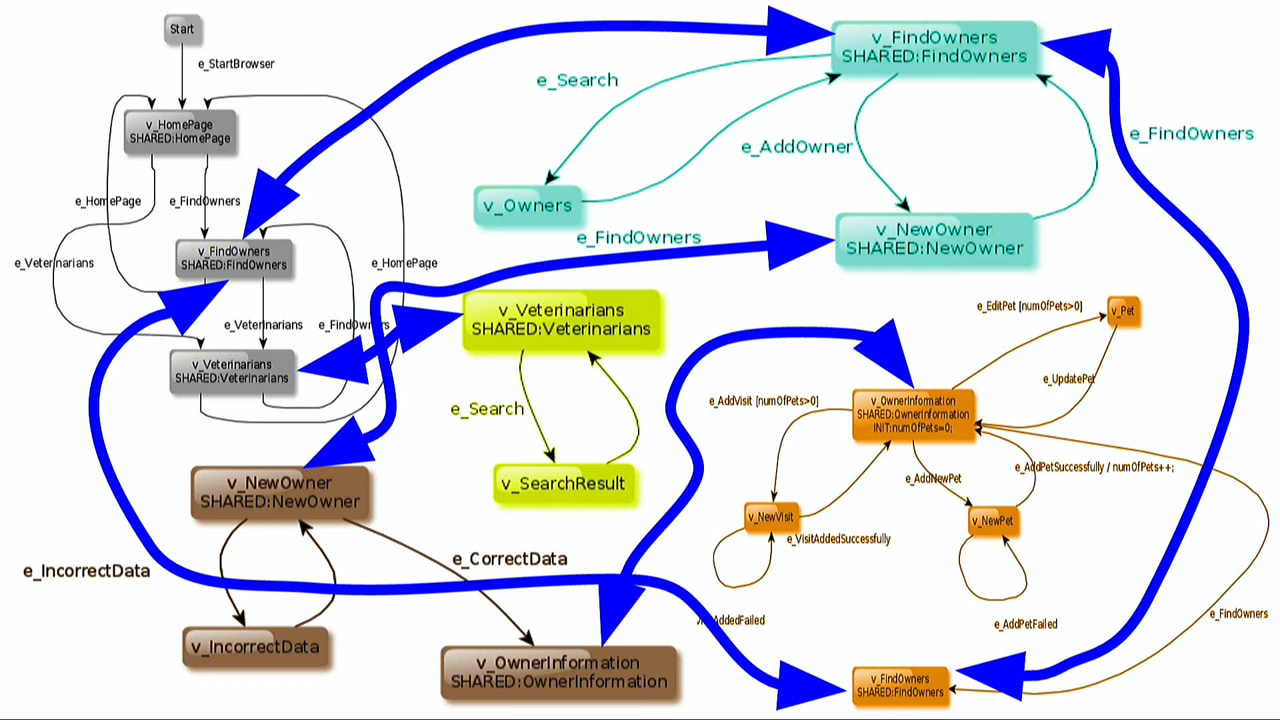 Start
e_StartBrowser
v_HomePage
SHARED:HomePage
e_HomePage
e_FindOwners
v_FindOwners
SHARED:FindOwners
e_Veterinarians
e_HomePage
e_Veterinarians
e_FindOwners
v_Veterinarians
SHARED:Veterinarians
v_FindOwners
SHARED:FindOwners
e_Search
e_AddOwner
e_FindOwners
v_Owners
v_NewOwner
SHARED:NewOwner
e_FindOwners
v_Veterinarians
SHARED:Veterinarians
e_Search
v_SearchResult
e_EditPet [numOfPets>0]
v_Pet
e_UpdatePet
e_AddVisit [numOfPets>0]
v_OwnerInformation
SHARED:OwnerInformation
INIT:numOfPets=0;
e_AddPetSuccessfully / numOfPets++;
e_AddNewPet
v_NewVisit
v_NewPet
e_VisitAddedSuccessfully
e_AddPetFailed
e_FindOwners
v_FindOwners
SHARED:FindOwners
v_NewOwner
SHARED:NewOwner
e_CorrectData
e_IncorrectData
v_IncorrectData
v_OwnerInformation
SHARED:OwnerInformation